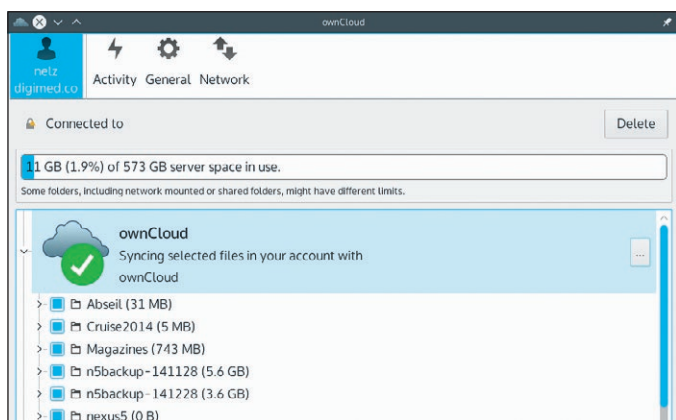 ownCloud
nelz
digimed.co
Activity General Network
Connected to
Delete
11 GB (1.9%) of 573 GB server space in use.
Some folders, including network mounted or shared folders, might have different limits.
ownCloud
Syncing selected files in your account with
ownCloud
...
Abseil (31 MB)
Cruise2014 (5 MB)
Magazines (743 MB)
n5backup-141128 (5.6 GB)
n5backup-141228 (3.6 GB)
nexus5 (0 B)